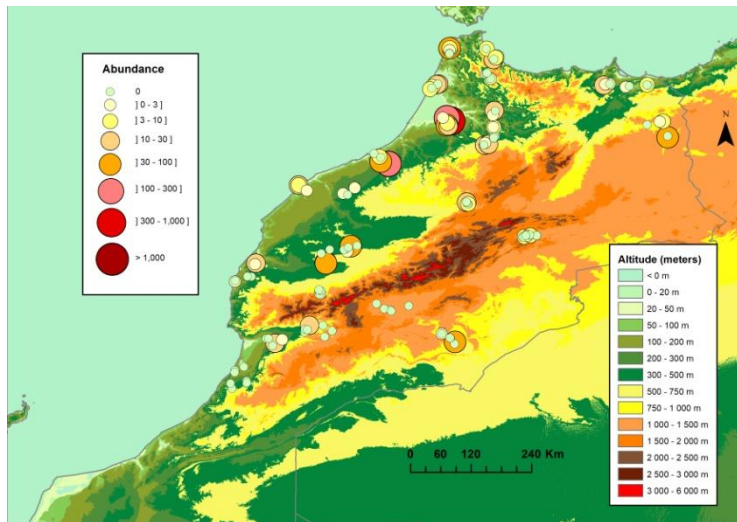 Abundance
0
] 0 - 3 ]
] 3 - 10 ]
] 10 - 30 ]
] 30 - 100 ]
] 100 - 300 ]
] 300 - 1,000 ]
> 1,000
N
Altitude (meters)
< 0 m
0 - 20 m
20 - 50 m
50 - 100 m
100 - 200 m
200 - 300 m
300 - 500 m
500 - 750 m
750 - 1 000 m
1 000 - 1 500 m
1 500 - 2 000 m
2 000 - 2 500 m
2 500 - 3 000 m
3 000 - 6 000 m
0 60 120 240 Km